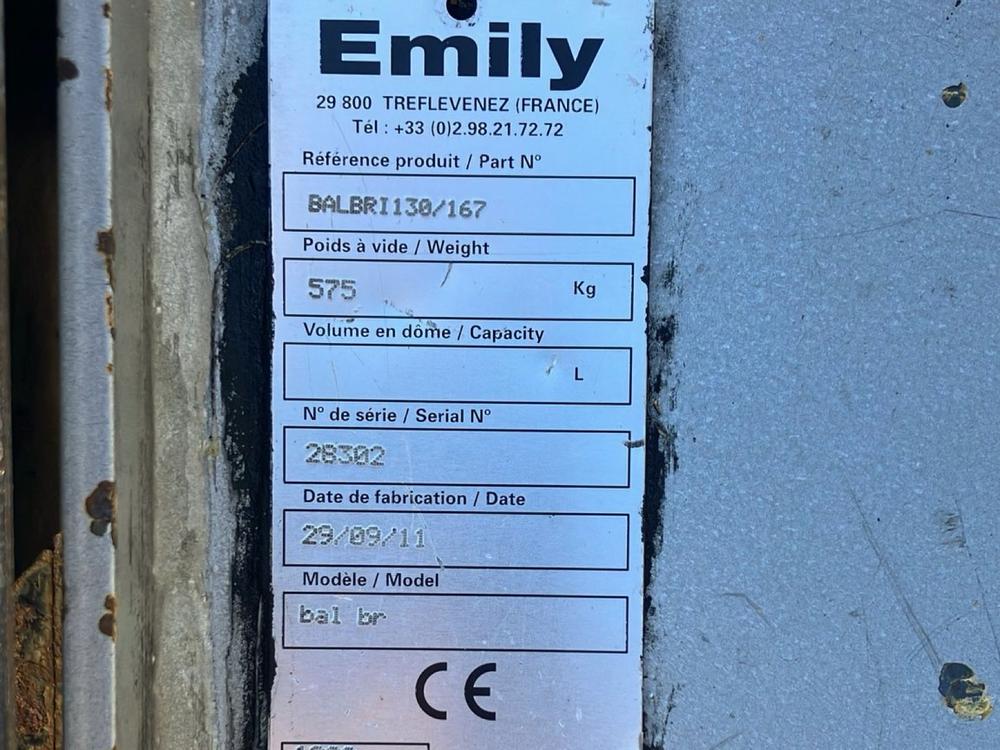 Emily
29 800 TREFLEVENEZ (FRANCE)
Tél : +33 (0)2.98.21.72.72
Référence produit / Part N°
BALBRI130/167
Poids à vide / Weight
575 Kg
Volume en dôme / Capacity
L
N° de série / Serial N°
28302
Date de fabrication / Date
29/09/11
Modèle / Model
bal br
CE